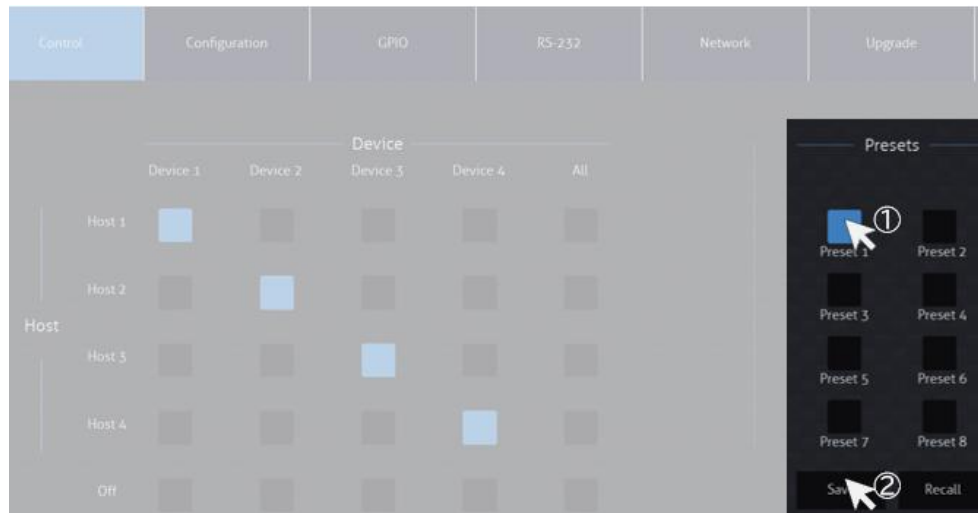 Control Configuration GPIO RS-232 Network Upgrade
Device
Presets
Device 1 Device 2 Device 3 Device 4 All
Host 1
①
Preset 1 Preset 2
Host 2
Preset 3 Preset 4
Host
Host 3
Preset 5 Preset 6
Host 4
Preset 7 Preset 8
Off
② Recall